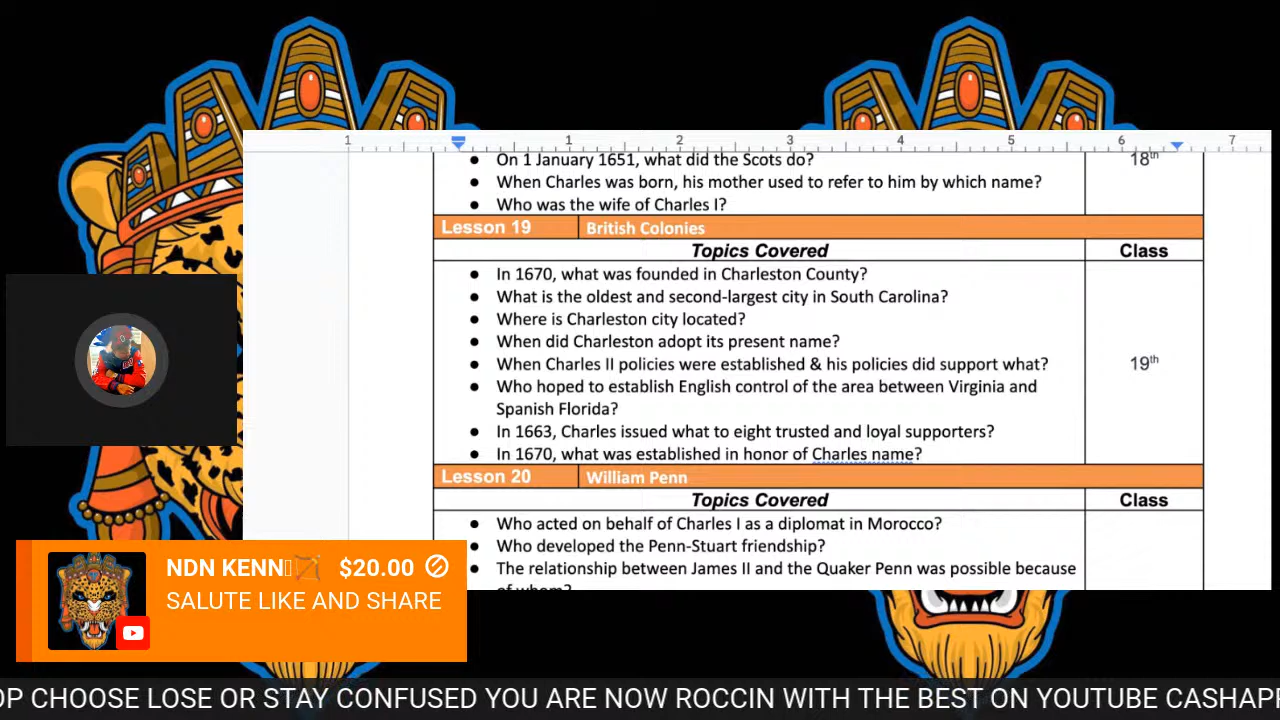 1 1 2 3 4 5 6 7
On 1 January 1651, what did the Scots do?
18th
When Charles was born, his mother used to refer to him by which name?
Who was the wife of Charles I?
Lesson 19 British Colonies
Topics Covered Class
In 1670, what was founded in Charleston County?
What is the oldest and second-largest city in South Carolina?
Where is Charleston city located?
When did Charleston adopt its present name?
When Charles II policies were established & his policies did support what?
19th
Who hoped to establish English control of the area between Virginia and
Spanish Florida?
In 1663, Charles issued what to eight trusted and loyal supporters?
In 1670, what was established in honor of Charles name?
Lesson 20 William Penn
Topics Covered Class
Who acted on behalf of Charles I as a diplomat in Morocco?
Who developed the Penn-Stuart friendship?
The relationship between James II and the Quaker Penn was possible because
of whom?
NDN KENN $20.00
SALUTE LIKE AND SHARE
OP CHOOSE LOSE OR STAY CONFUSED YOU ARE NOW ROCCIN WITH THE BEST ON YOUTUBE CASHAPP